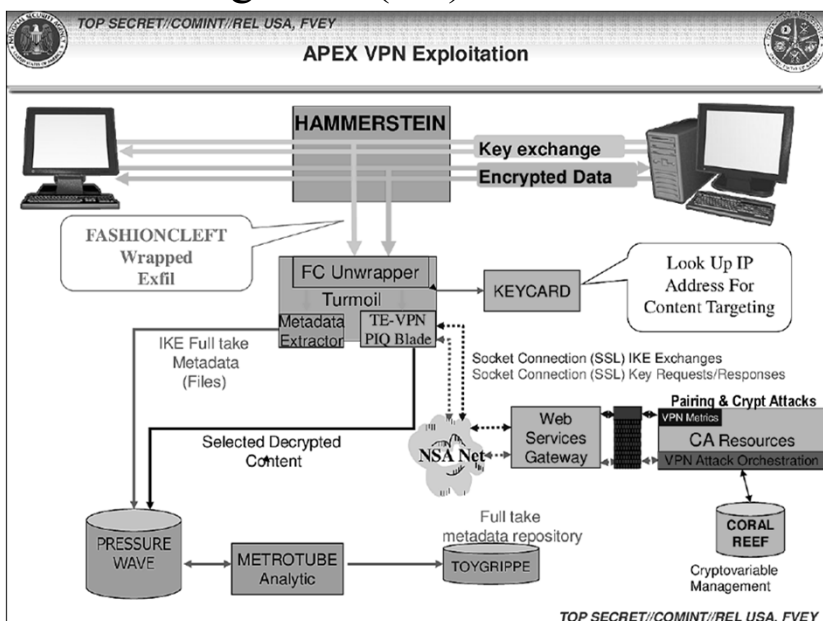 TOP SECRET//COMINT//REL USA, FVEY
APEX VPN Exploitation
HAMMERSTEIN
Key exchange
Encrypted Data
FASHIONCLEFT
Wrapped
Exfil
FC Unwrapper
Turmoil
Metadata
Extractor
TE-VPN
PIQ Blade
KEYCARD
Look Up IP
Address For
Content Targeting
IKE Full take
Metadata
(Files)
Socket Connection (SSL) IKE Exchanges
Socket Connection (SSL) Key Requests/Responses
Selected Decrypted
Content
NSA Net
Web
Services
Gateway
Pairing & Crypt Attacks
VPN Metrics
CA Resources
VPN Attack Orchestration
PRESSURE
WAVE
METROTUBE
Analytic
Full take
metadata repository
TOYGRIPPE
CORAL
REEF
Cryptovariable
Management
TOP SECRET//COMINT//REL USA, FVEY